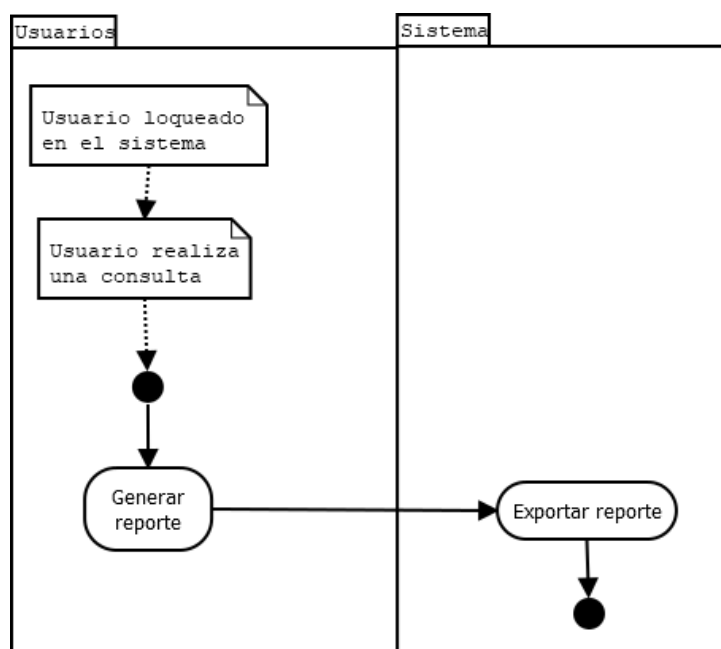 Usuarios
Sistema
Usuario loqueado
en el sistema
Usuario realiza
una consulta
Generar
reporte
Exportar reporte